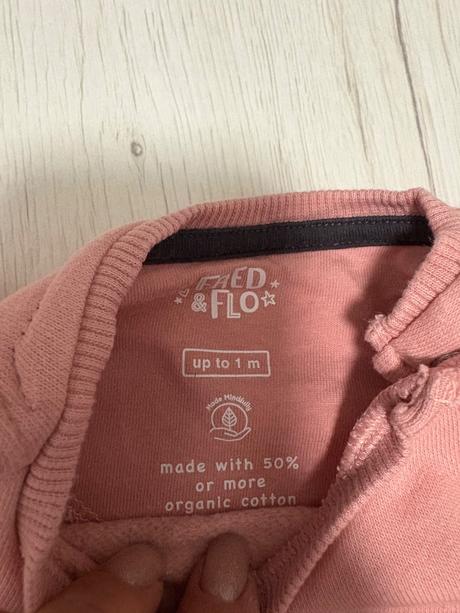 FRED
& FLO
up to 1 m
Made Mindfully
made with 50%
or more
organic cotton